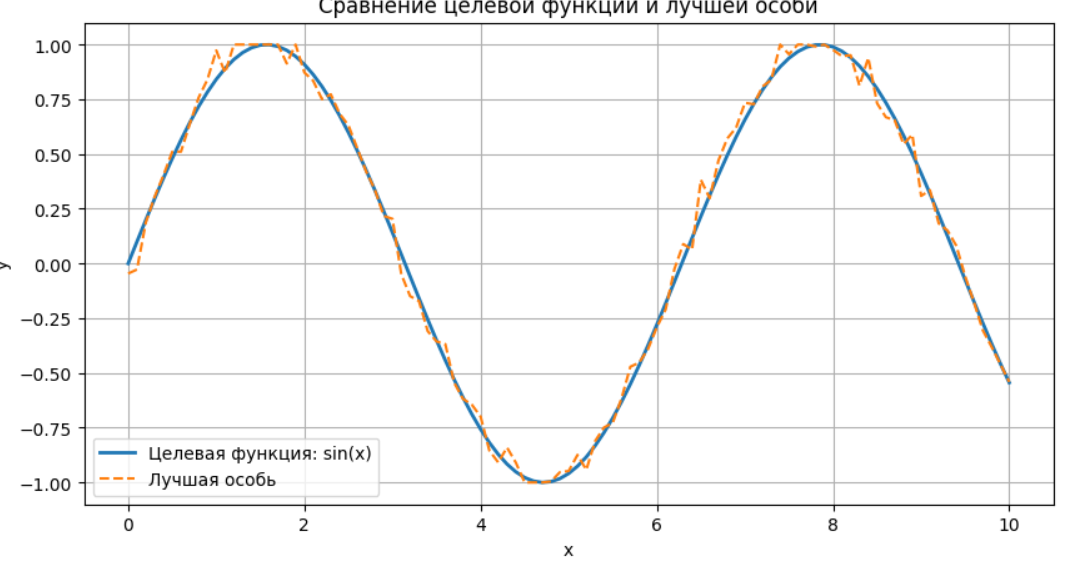 Сравнение целевой функции и лучшей особи
1.00
0.75
0.50
0.25
0.00
−0.25
−0.50
−0.75
−1.00
y
Целевая функция: sin(x)
Лучшая особь
0 2 4 6 8 10
x